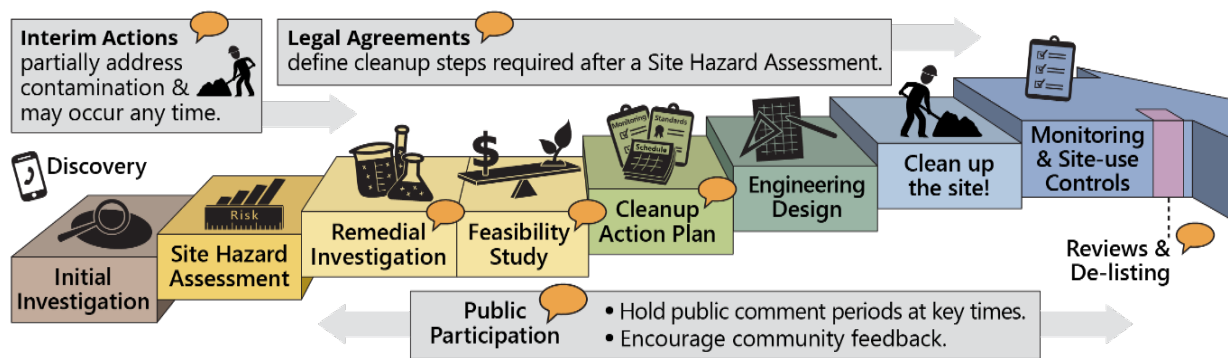 Interim Actions
partially address
contamination &
may occur any time.
Legal Agreements
define cleanup steps required after a Site Hazard Assessment.
Discovery
Initial
Investigation
Risk
Site Hazard
Assessment
Remedial
Investigation
$
Feasibility
Study
Monitoring
Standards
Schedule
Cleanup
Action Plan
Engineering
Design
Clean up
the site!
Monitoring
& Site-use
Controls
Reviews &
De-listing
Public
Participation
• Hold public comment periods at key times.
• Encourage community feedback.